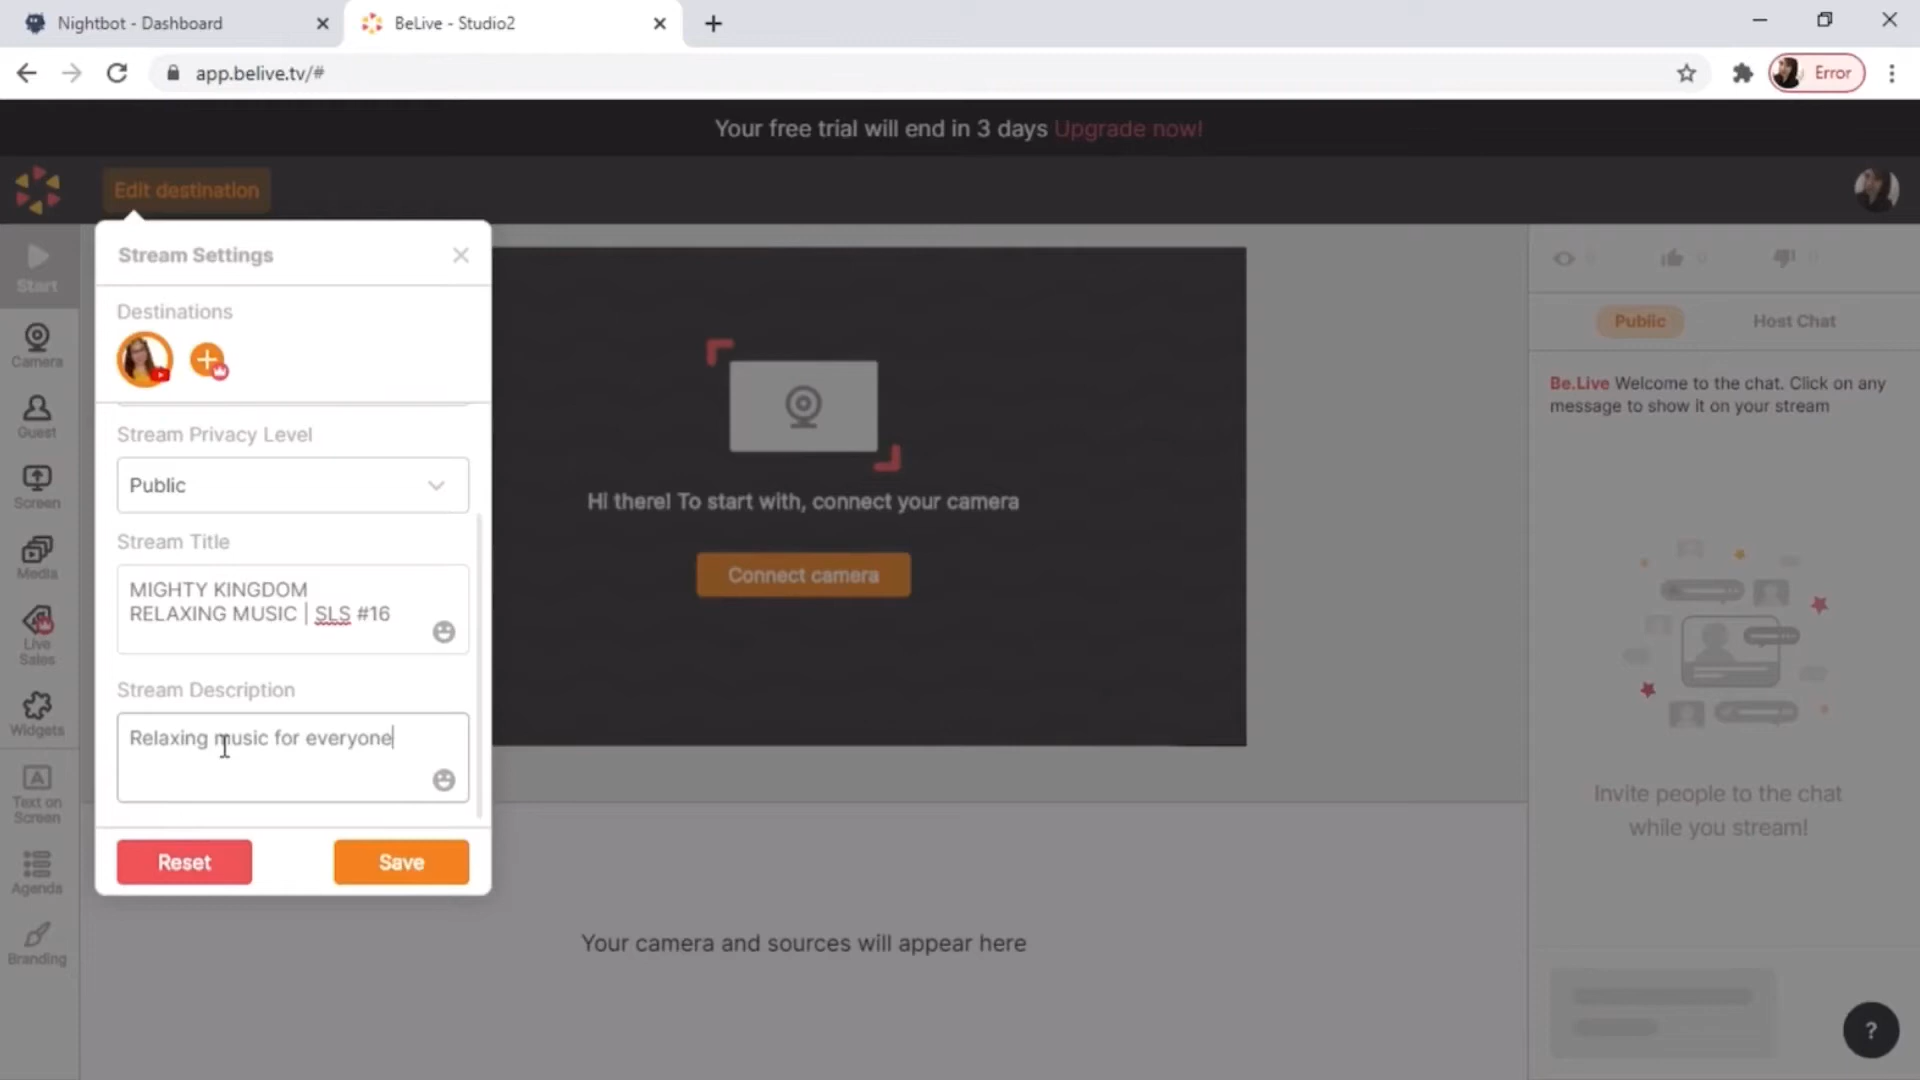 Nightbot - Dashboard
BeLive - Studio2
app.belive.tv/#
Error
Your free trial will end in 3 days Upgrade now!
Edit destination
Stream Settings
Destinations
Stream Privacy Level
Public
Stream Title
MIGHTY KINGDOM
RELAXING MUSIC | SLS #16
Stream Description
Relaxing music for everyone
Reset
Save
Start
Camera
Guest
Screen
Media
Live
Sales
Widgets
Text on
Screen
Agenda
Branding
Hi there! To start with, connect your camera
Connect camera
Your camera and sources will appear here
0
0
0
Public
Host Chat
Be.Live Welcome to the chat. Click on any
message to show it on your stream
Invite people to the chat
while you stream!
?